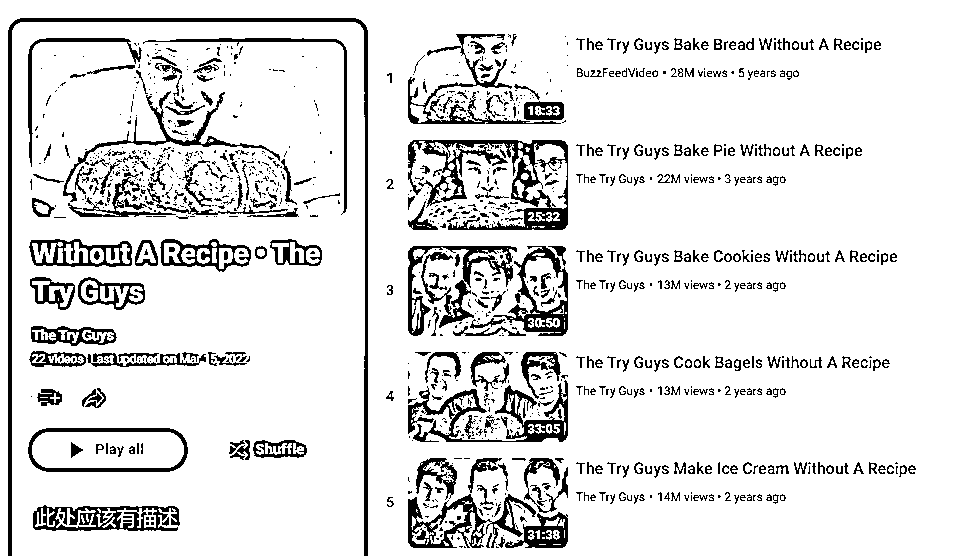 Without A Recipe • The
Try Guys
The Try Guys
22 videos Last updated on Mar 15, 2022
Play all
Shuffle
此处应该有描述
1
The Try Guys Bake Bread Without A Recipe
BuzzFeedVideo • 28M views • 5 years ago
18:33
2
The Try Guys Bake Pie Without A Recipe
The Try Guys • 22M views • 3 years ago
25:32
3
The Try Guys Bake Cookies Without A Recipe
The Try Guys • 13M views • 2 years ago
30:50
4
The Try Guys Cook Bagels Without A Recipe
The Try Guys • 13M views • 2 years ago
33:05
5
The Try Guys Make Ice Cream Without A Recipe
The Try Guys • 14M views • 2 years ago
31:38